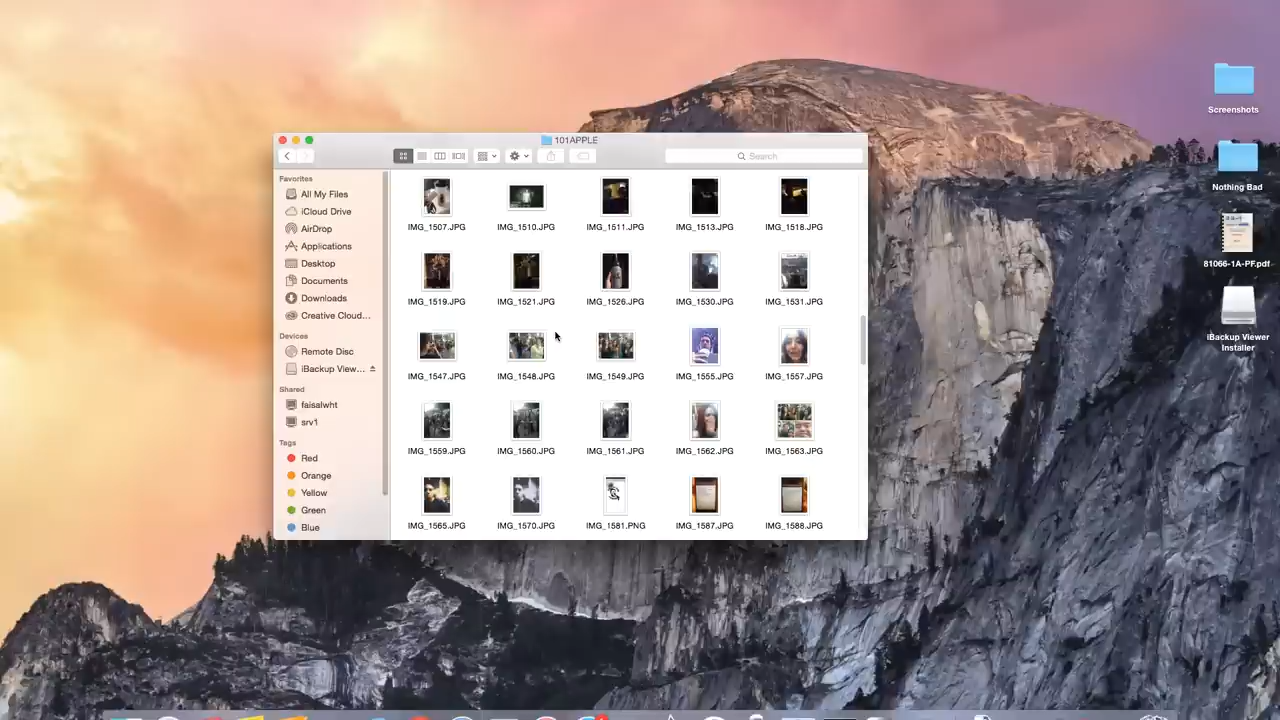 101APPLE
Search
Favorites
All My Files
iCloud Drive
AirDrop
Applications
Desktop
Documents
Downloads
Creative Cloud...
Devices
Remote Disc
iBackup View...
Shared
faisalwht
srv1
Tags
Red
Orange
Yellow
Green
Blue
IMG_1507.JPG IMG_1510.JPG IMG_1511.JPG IMG_1513.JPG IMG_1518.JPG
IMG_1519.JPG IMG_1521.JPG IMG_1526.JPG IMG_1530.JPG IMG_1531.JPG
IMG_1547.JPG IMG_1548.JPG IMG_1549.JPG IMG_1555.JPG IMG_1557.JPG
IMG_1559.JPG IMG_1560.JPG IMG_1561.JPG IMG_1562.JPG IMG_1563.JPG
IMG_1565.JPG IMG_1570.JPG IMG_1581.PNG IMG_1587.JPG IMG_1588.JPG
Screenshots
Nothing Bad
81066-1A-PF.pdf
iBackup Viewer
Installer